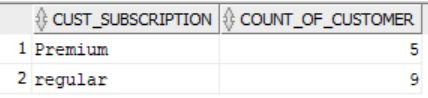 CUST_SUBSCRIPTION COUNT_OF_CUSTOMER
1 Premium 5
2 regular 9